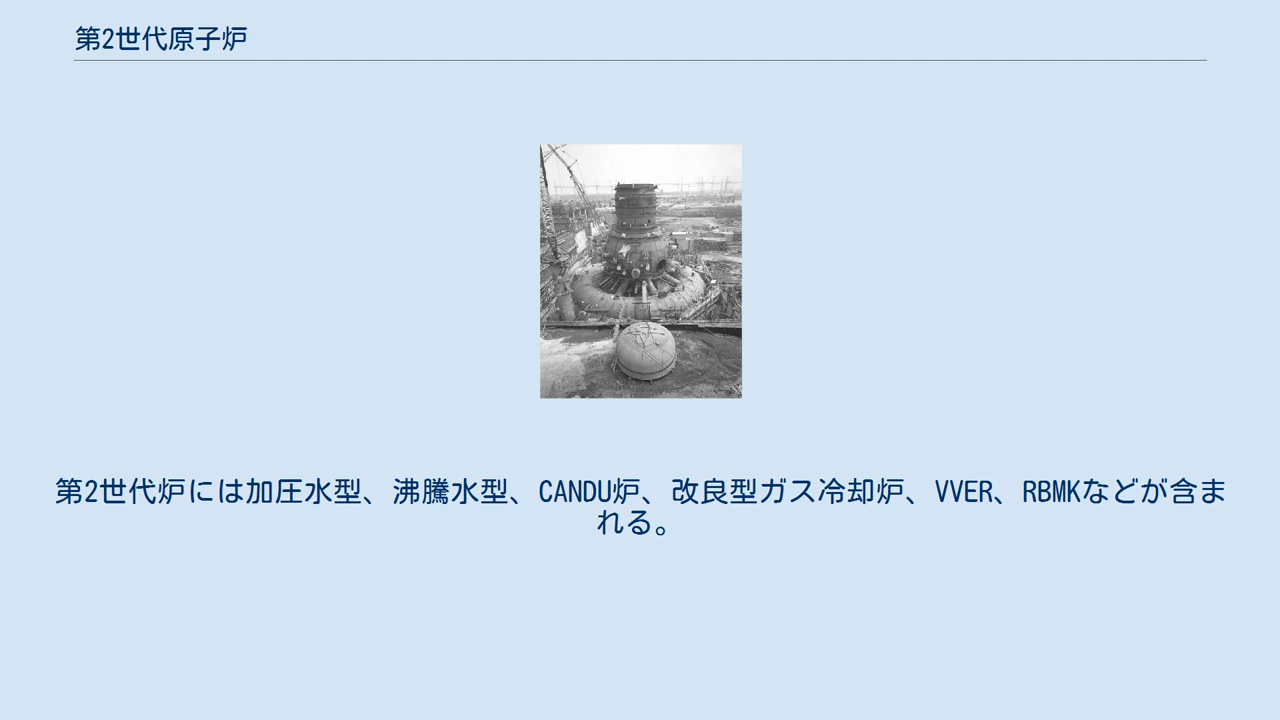 第2世代原子炉
第2世代炉には加圧水型、沸騰水型、CANDU炉、改良型ガス冷却炉、VVER、RBMKなどが含ま
れる。